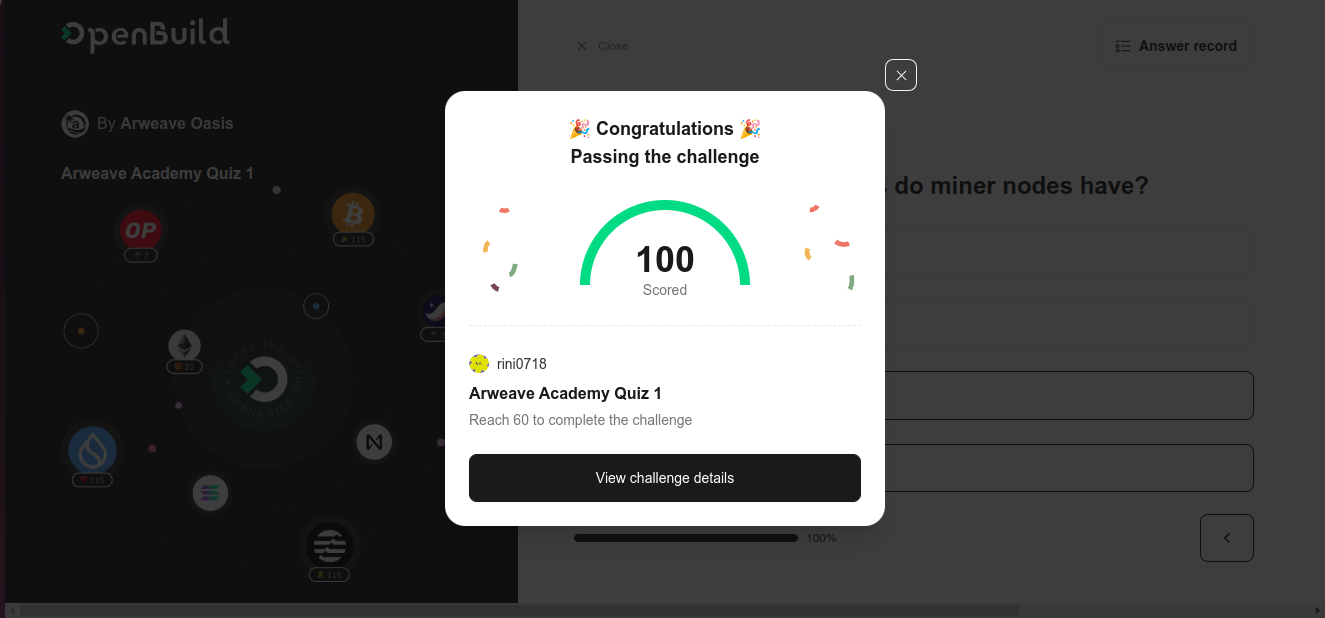 OpenBuild
By Arweave Oasis
Arweave Academy Quiz 1
OP
2
115
22
115
115
Close
Answer record
do miner nodes have?
100%
🎉 Congratulations 🎉
Passing the challenge
100
Scored
rini0718
Arweave Academy Quiz 1
Reach 60 to complete the challenge
View challenge details